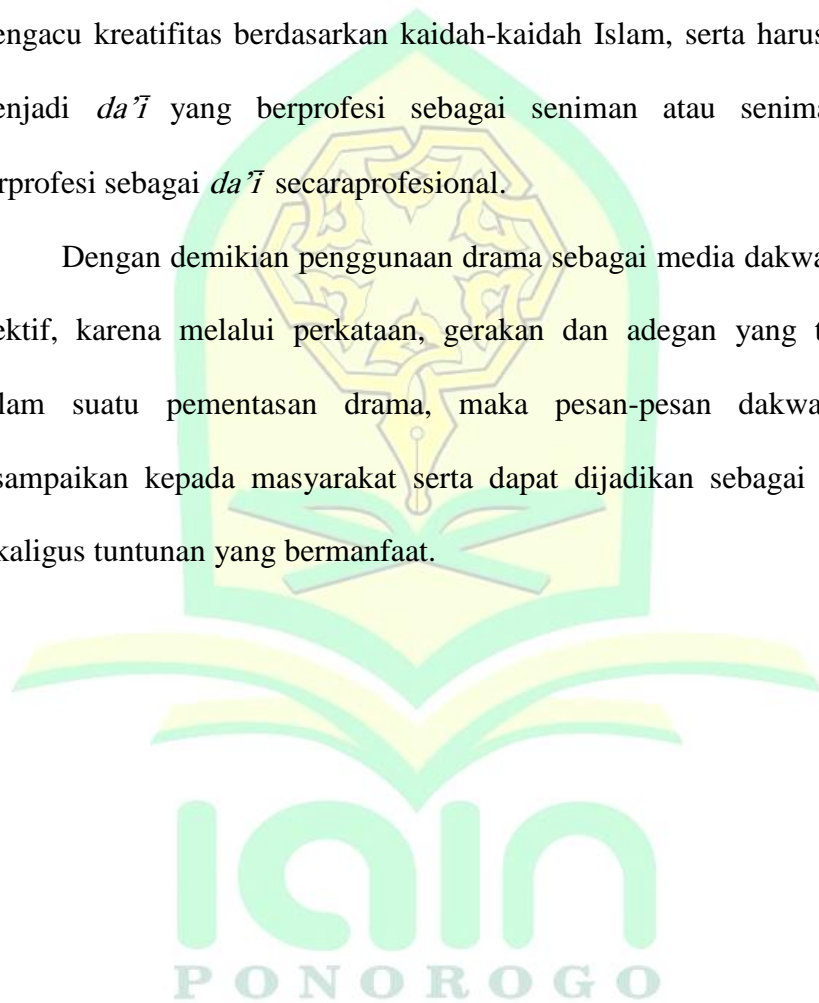 engacu kreatifitas berdasarkan kaidah-kaidah Islam, serta harus
enjadi da'ī yang berprofesi sebagai seniman atau senima
rprofesi sebagai da'ī secaraprofesional.
Dengan demikian penggunaan drama sebagai media dakwa
ektif, karena melalui perkataan, gerakan dan adegan yang t
lam suatu pementasan drama, maka pesan-pesan dakwa
sampaikan kepada masyarakat serta dapat dijadikan sebagai
kaligus tuntunan yang bermanfaat.
iain
PONOROGO